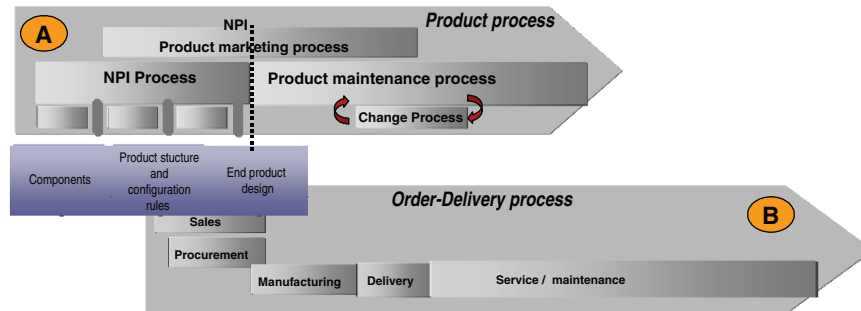 A
Product process
NPI
Product marketing process
NPI Process
Product maintenance process
Change Process
Components
Product stucture
and
configuration
rules
End product
design
Order-Delivery process
B
Sales
Procurement
Manufacturing
Delivery
Service / maintenance